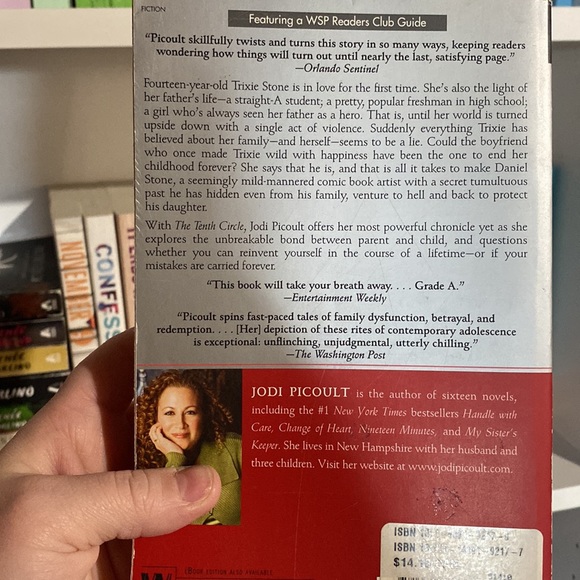 FICTION
Featuring a WSP Readers Club Guide
“Picoult skillfully twists and turns this story in so many ways, keeping readers
wondering how things will turn out until nearly the last, satisfying page.”
—Orlando Sentinel
Fourteen-year-old Trixie Stone is in love for the first time. She’s also the light of
her father’s life—a straight-A student; a pretty, popular freshman in high school;
a girl who’s always seen her father as a hero. That is, until her world is turned
upside down with a single act of violence. Suddenly everything Trixie has
believed about her family—and herself—seems to be a lie. Could the boyfriend
who once made Trixie wild with happiness have been the one to end her
childhood forever? She says that he is, and that is all it takes to make Daniel
Stone, a seemingly mild-mannered comic book artist with a secret tumultuous
past he has hidden even from his family, venture to hell and back to protect
his daughter.
With The Tenth Circle, Jodi Picoult offers her most powerful chronicle yet as she
explores the unbreakable bond between parent and child, and questions
whether you can reinvent yourself in the course of a lifetime—or if your
mistakes are carried forever.
“This book will take your breath away. . . . Grade A.”
—Entertainment Weekly
“Picoult spins fast-paced tales of family dysfunction, betrayal, and
redemption. . . . [Her] depiction of these rites of contemporary adolescence
is exceptional: unflinching, unjudgmental, utterly chilling.”
—The Washington Post
JODI PICOULT is the author of sixteen novels,
including the #1 New York Times bestsellers Handle with
Care, Change of Heart, Nineteen Minutes, and My Sister’s
Keeper. She lives in New Hampshire with her husband and
three children. Visit her website at www.jodipicoult.com.
ISBN
ISBN
$14.
NOVEMBER 9
CONFESS